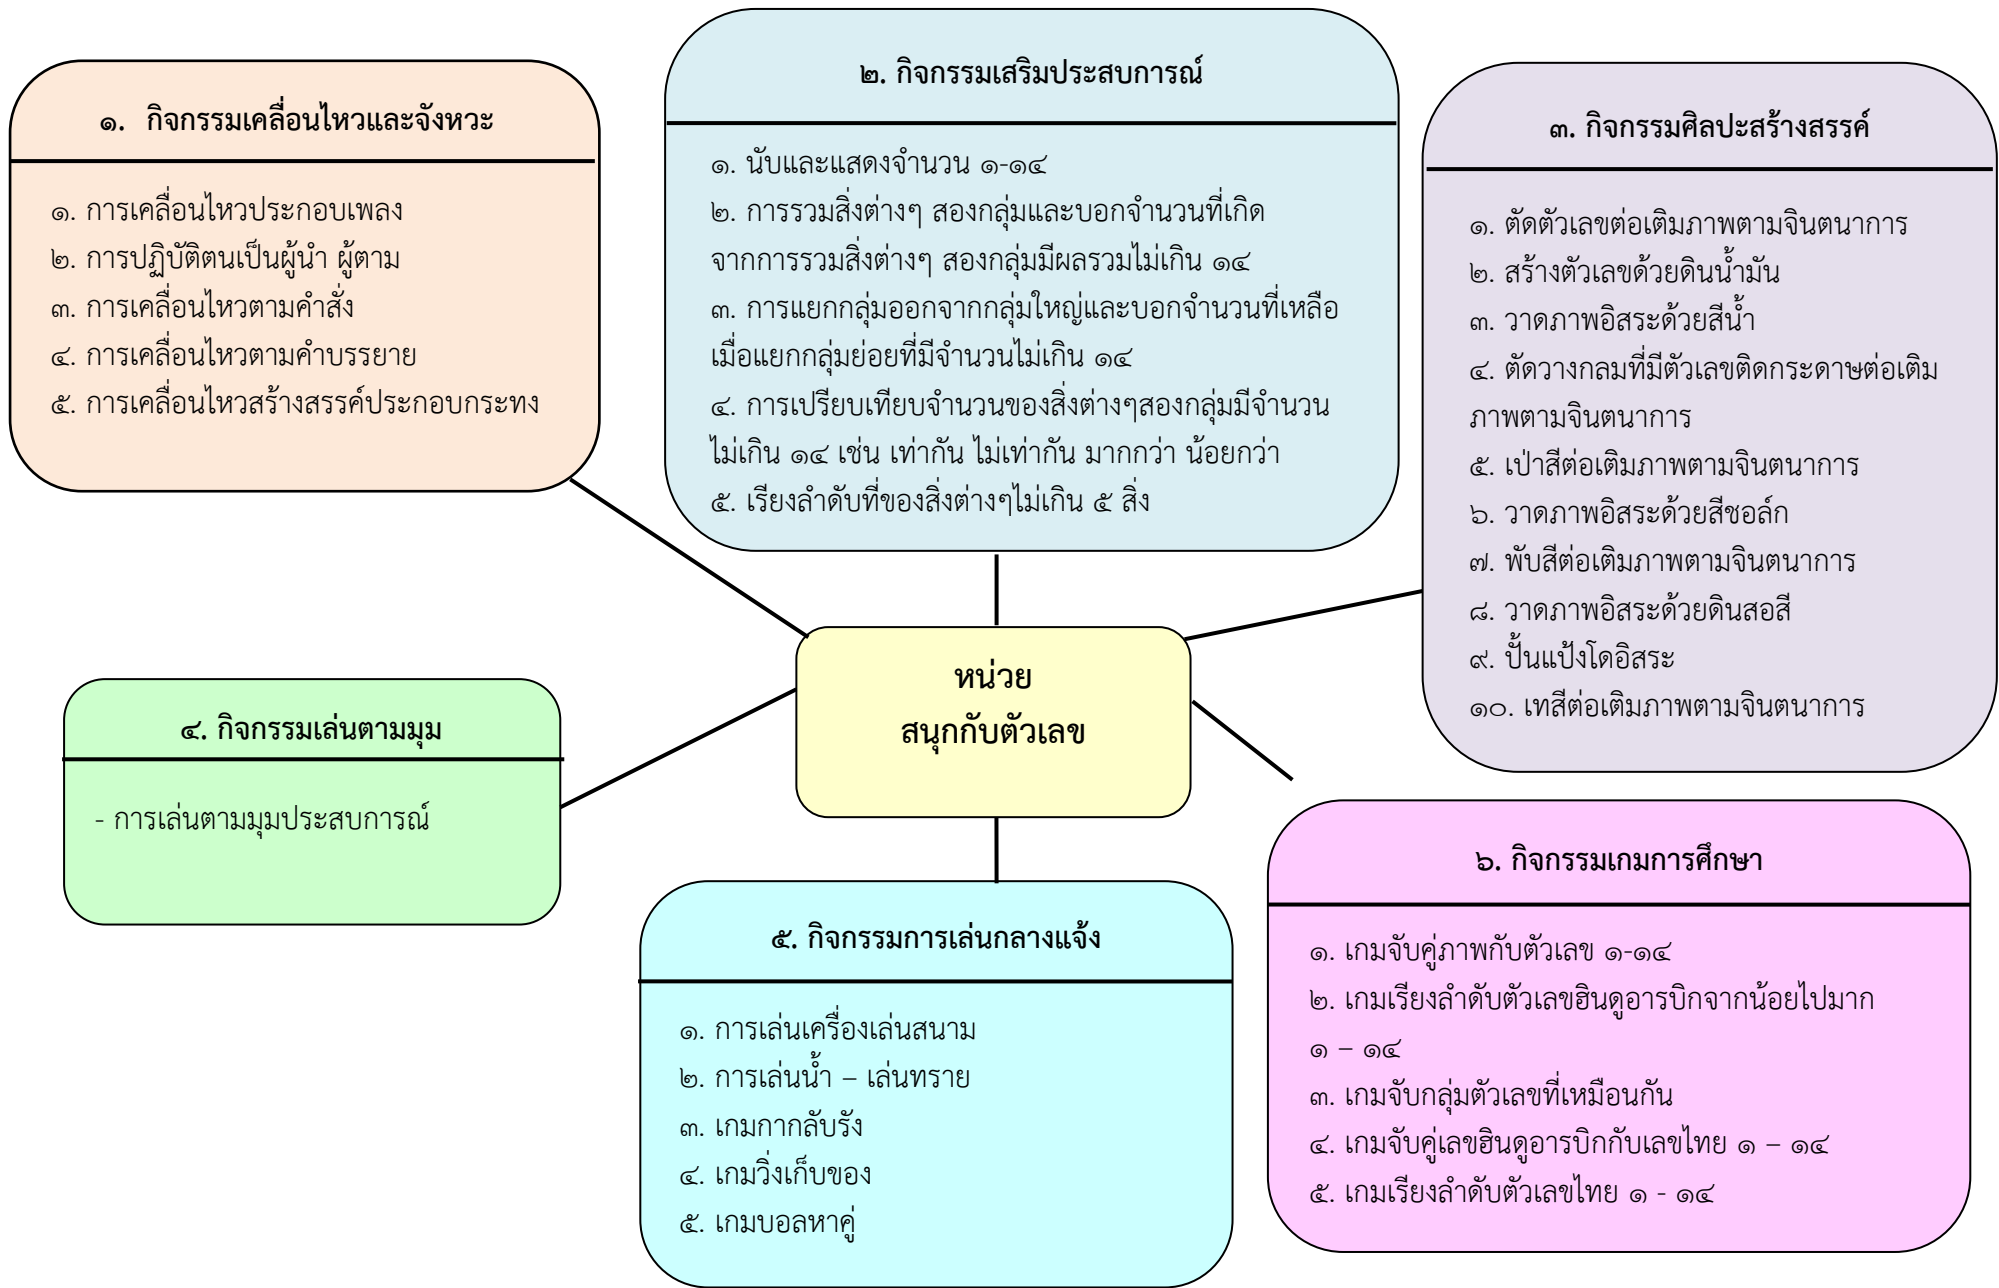 ๑. กิจกรรมเคลื่อนไหวและจังหวะ
๑. การเคลื่อนไหวประกอบเพลง
๒. การปฏิบัติตนเป็นผู้นำ ผู้ตาม
๓. การเคลื่อนไหวตามคำสั่ง
๔. การเคลื่อนไหวตามคำบรรยาย
๕. การเคลื่อนไหวสร้างสรรค์ประกอบกระทง
๒. กิจกรรมเสริมประสบการณ์
๑. นับและแสดงจำนวน ๑-๑๔
๒. การรวมสิ่งต่างๆ สองกลุ่มและบอกจำนวนที่เกิด
จากการรวมสิ่งต่างๆ สองกลุ่มมีผลรวมไม่เกิน ๑๔
๓. การแยกกลุ่มออกจากกลุ่มใหญ่และบอกจำนวนที่เหลือ
เมื่อแยกกลุ่มย่อยที่มีจำนวนไม่เกิน ๑๔
๔. การเปรียบเทียบจำนวนของสิ่งต่างๆสองกลุ่มมีจำนวน
ไม่เกิน ๑๔ เช่น เท่ากัน ไม่เท่ากัน มากกว่า น้อยกว่า
๕. เรียงลำดับที่ของสิ่งต่างๆไม่เกิน ๕ สิ่ง
๓. กิจกรรมศิลปะสร้างสรรค์
๑. ตัดตัวเลขต่อเติมภาพตามจินตนาการ
๒. สร้างตัวเลขด้วยดินน้ำมัน
๓. วาดภาพอิสระด้วยสีน้ำ
๔. ตัดวางกลมที่มีตัวเลขติดกระดาษต่อเติม
ภาพตามจินตนาการ
๕. เป่าสีต่อเติมภาพตามจินตนาการ
๖. วาดภาพอิสระด้วยสีชอล์ก
๗. พับสีต่อเติมภาพตามจินตนาการ
๘. วาดภาพอิสระด้วยดินสอสี
๙. ปั้นแป้งโดอิสระ
๑๐. เทสีต่อเติมภาพตามจินตนาการ
หน่วย
สนุกกับตัวเลข
๔. กิจกรรมเล่นตามมุม
- การเล่นตามมุมประสบการณ์
๕. กิจกรรมการเล่นกลางแจ้ง
๑. การเล่นเครื่องเล่นสนาม
๒. การเล่นน้ำ – เล่นทราย
๓. เกมกากลับรัง
๔. เกมวิ่งเก็บของ
๕. เกมบอลหาคู่
๖. กิจกรรมเกมการศึกษา
๑. เกมจับคู่ภาพกับตัวเลข ๑-๑๔
๒. เกมเรียงลำดับตัวเลขฮินดูอารบิกจากน้อยไปมาก
๑ – ๑๔
๓. เกมจับกลุ่มตัวเลขที่เหมือนกัน
๔. เกมจับคู่เลขฮินดูอารบิกกับเลขไทย ๑ – ๑๔
๕. เกมเรียงลำดับตัวเลขไทย ๑ - ๑๔